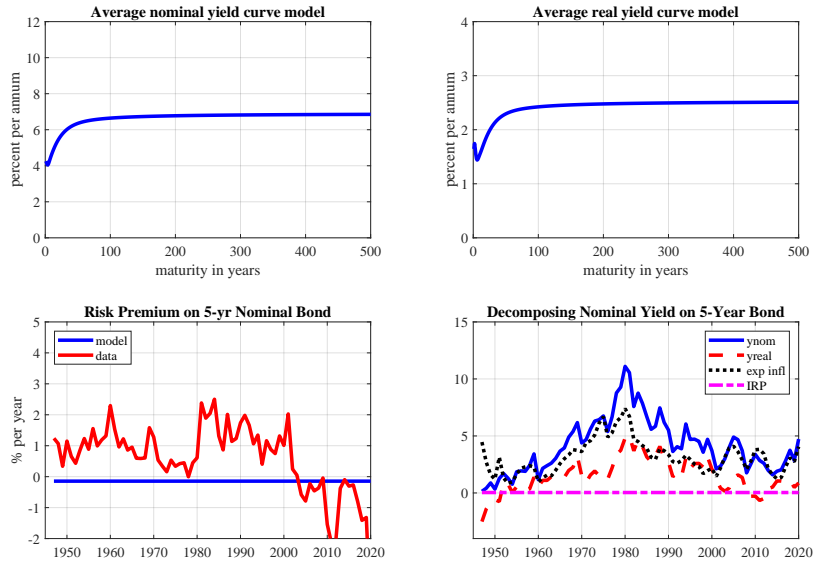 Average nominal yield curve model
12
10
8
6
4
2
0
percent per annum
0 100 200 300 400 500
maturity in years
Average real yield curve model
4
3
2
1
0
percent per annum
0 100 200 300 400 500
maturity in years
Risk Premium on 5-yr Nominal Bond
5
4
3
2
1
0
-1
-2
% per year
model
data
1950 1960 1970 1980 1990 2000 2010 2020
Decomposing Nominal Yield on 5-Year Bond
15
10
5
0
ynom
yreal
exp infl
IRP
1950 1960 1970 1980 1990 2000 2010 2020